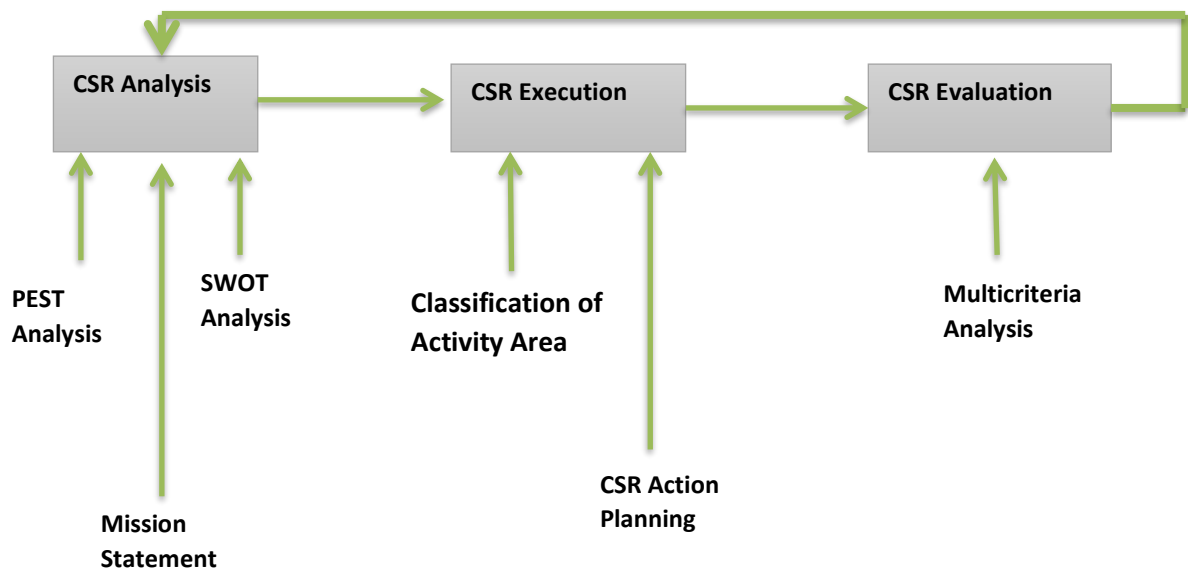 CSR Analysis
CSR Execution
CSR Evaluation
PEST
Analysis
SWOT
Analysis
Classification of
Activity Area
Multicriteria
Analysis
Mission
Statement
CSR Action
Planning